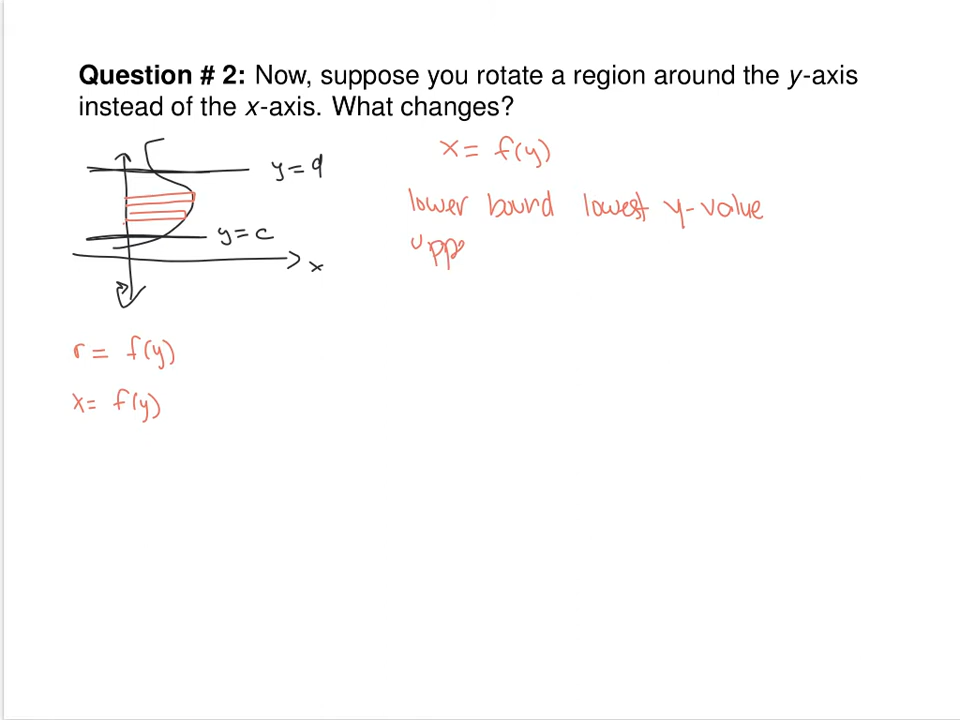 Question # 2: Now, suppose you rotate a region around the y-axis
instead of the x-axis. What changes?
x = f(y)
y = d
lower bound lowest y-value
y = c
upp
x
r = f(y)
x = f(y)